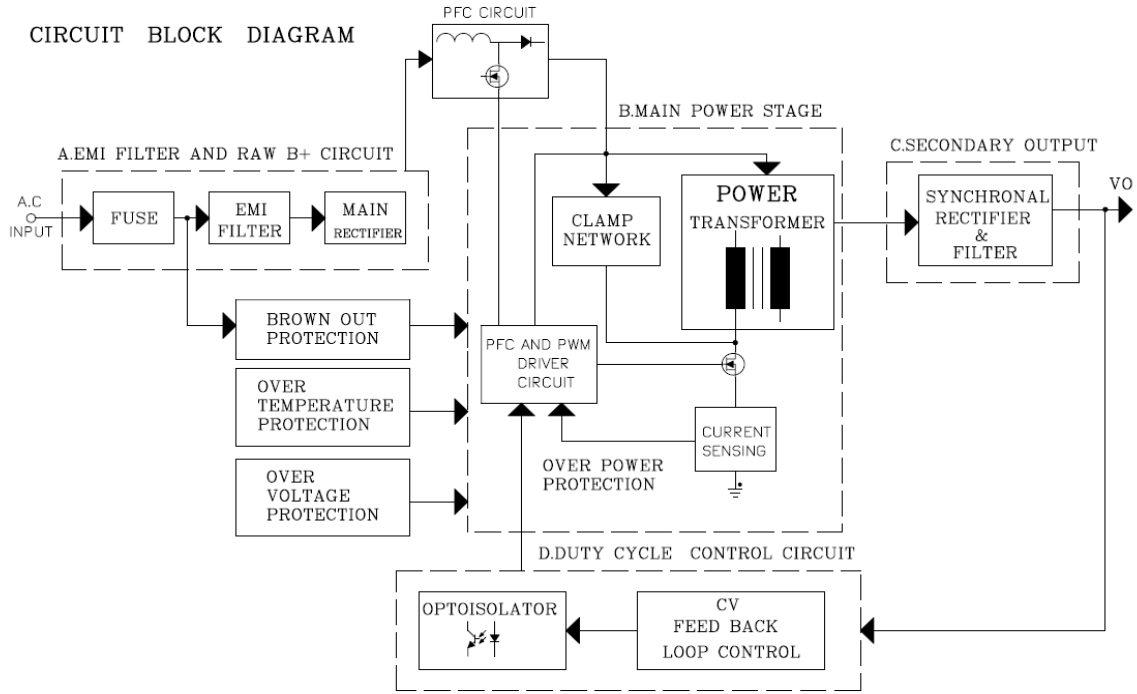 PFC CIRCUIT
CIRCUIT BLOCK DIAGRAM
B.MAIN POWER STAGE
A.EMI FILTER AND RAW B+ CIRCUIT
C.SECONDARY OUTPUT
A.C
INPUT
FUSE
EMI
FILTER
MAIN
RECTIFIER
CLAMP
NETWORK
POWER
TRANSFORMER
SYNCHRONAL
RECTIFIER
&
FILTER
VO
BROWN OUT
PROTECTION
PFC AND PWM
DRIVER
CIRCUIT
OVER
TEMPERATURE
PROTECTION
CURRENT
SENSING
OVER POWER
PROTECTION
OVER
VOLTAGE
PROTECTION
D.DUTY CYCLE CONTROL CIRCUIT
OPTOISOLATOR
CV
FEED BACK
LOOP CONTROL